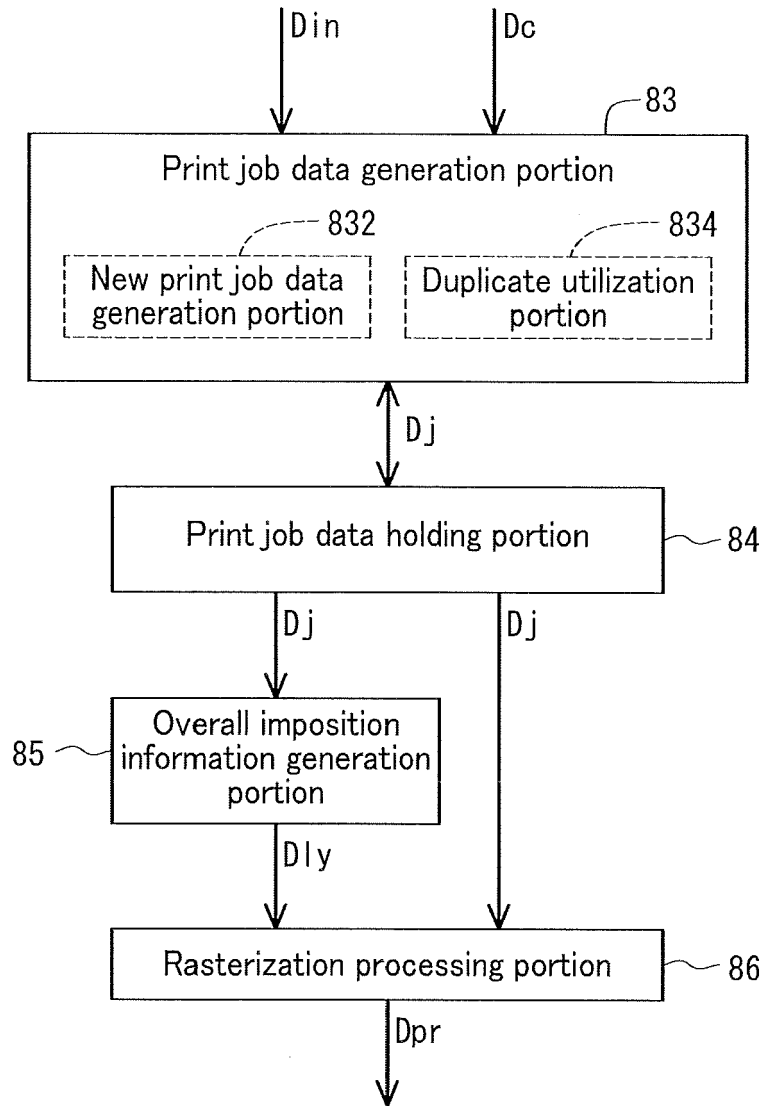 Din
Dc
83
Print job data generation portion
832
834
New print job data
generation portion
Duplicate utilization
portion
Dj
Print job data holding portion
84
Dj
Dj
85
Overall imposition
information generation
portion
Dly
Rasterization processing portion
86
Dpr